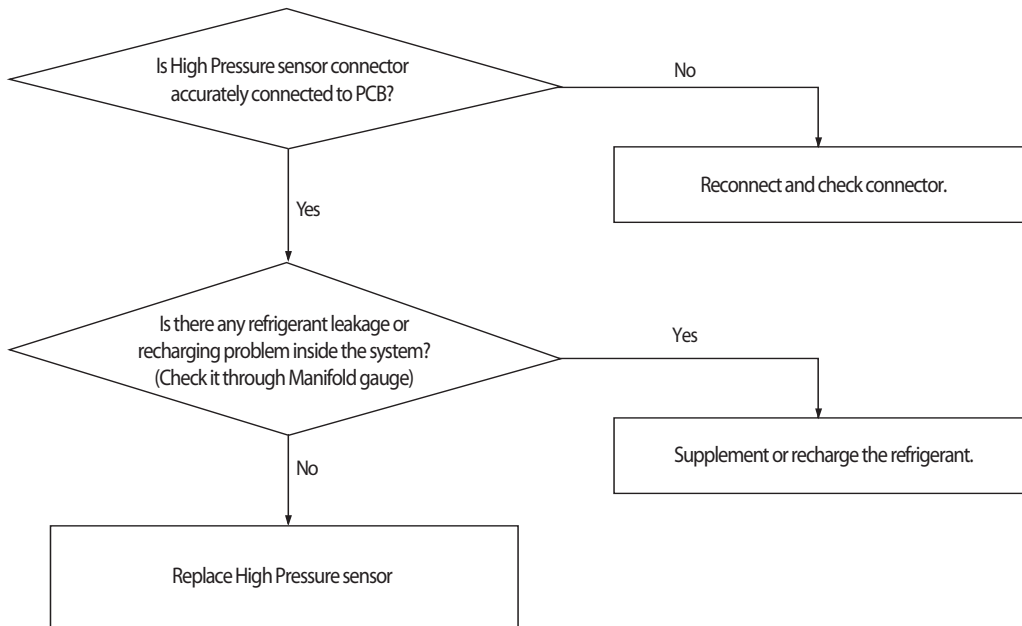 Is High Pressure sensor connector
accurately connected to PCB?
No
Reconnect and check connector.
Yes
Is there any refrigerant leakage or
recharging problem inside the system?
(Check it through Manifold gauge)
Yes
Supplement or recharge the refrigerant.
No
Replace High Pressure sensor